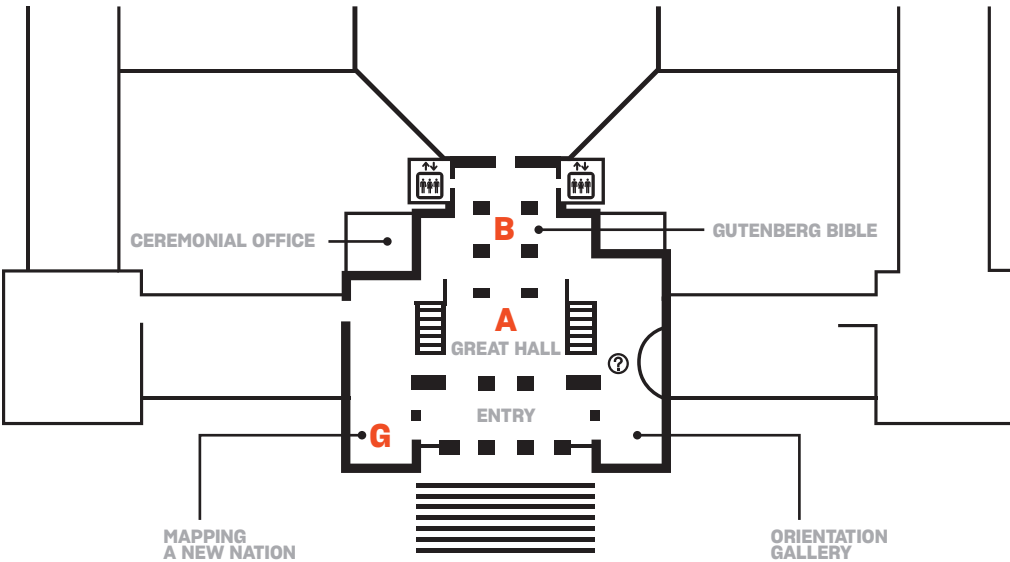 B
GUTENBERG BIBLE
CEREMONIAL OFFICE
A
GREAT HALL
?
ENTRY
G
MAPPING
A NEW NATION
ORIENTATION
GALLERY